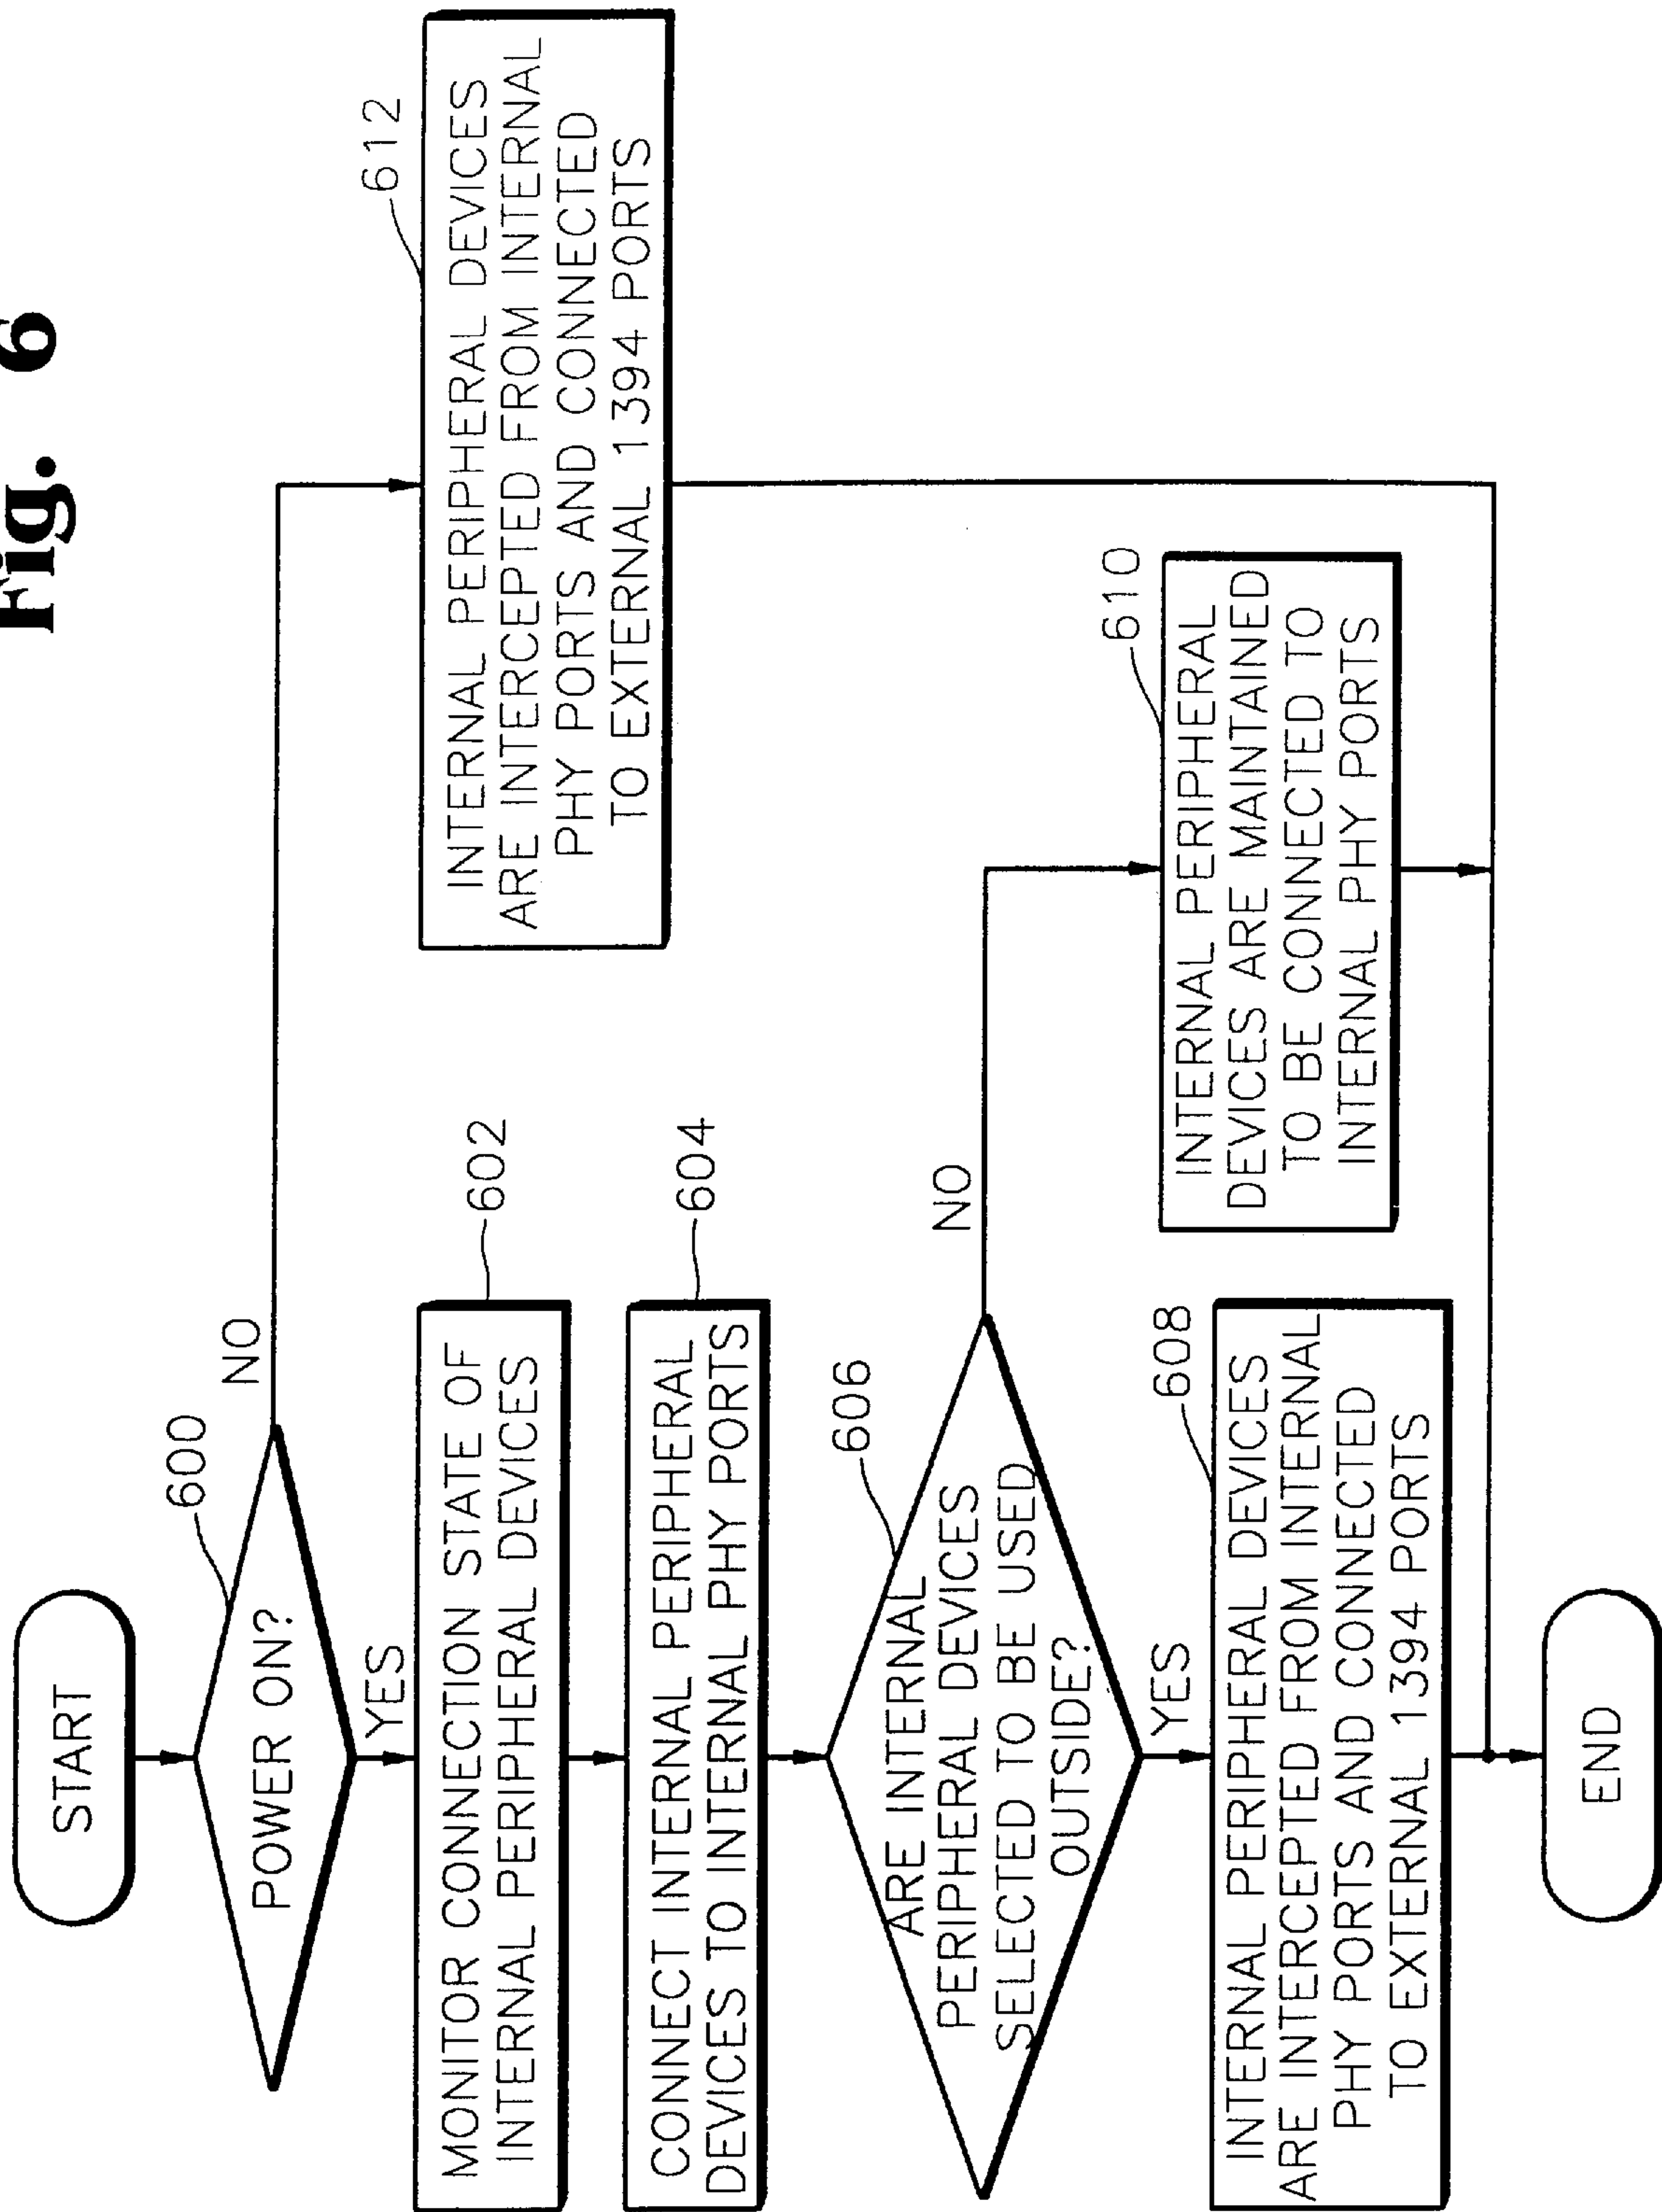 Fig. 6
START
600
POWER ON?
NO
YES
612
INTERNAL PERIPHERAL DEVICES
ARE INTERCEPTED FROM INTERNAL
PHY PORTS AND CONNECTED
TO EXTERNAL 1394 PORTS
602
MONITOR CONNECTION STATE OF
INTERNAL PERIPHERAL DEVICES
604
CONNECT INTERNAL PERIPHERAL
DEVICES TO INTERNAL PHY PORTS
606
ARE INTERNAL
PERIPHERAL DEVICES
SELECTED TO BE USED
OUTSIDE?
NO
YES
610
INTERNAL PERIPHERAL
DEVICES ARE MAINTAINED
TO BE CONNECTED TO
INTERNAL PHY PORTS
608
INTERNAL PERIPHERAL DEVICES
ARE INTERCEPTED FROM INTERNAL
PHY PORTS AND CONNECTED
TO EXTERNAL 1394 PORTS
END